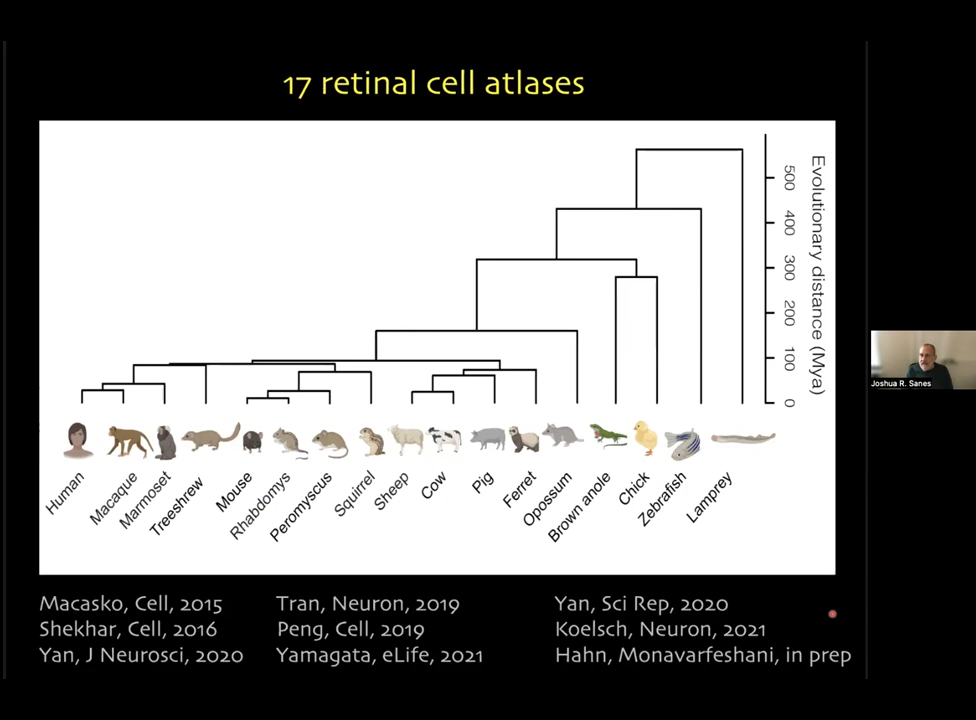 17 retinal cell atlases
Evolutionary distance (Mya)
500
400
300
200
100
0
Human
Macaque
Marmoset
Treeshrew
Mouse
Rhabdomys
Peromyscus
Squirrel
Sheep
Cow
Pig
Ferret
Opossum
Brown anole
Chick
Zebrafish
Lamprey
Joshua R. Sanes
Macasko, Cell, 2015
Shekhar, Cell, 2016
Yan, J Neurosci, 2020
Tran, Neuron, 2019
Peng, Cell, 2019
Yamagata, eLife, 2021
Yan, Sci Rep, 2020
Koelsch, Neuron, 2021
Hahn, Monavarfeshani, in prep